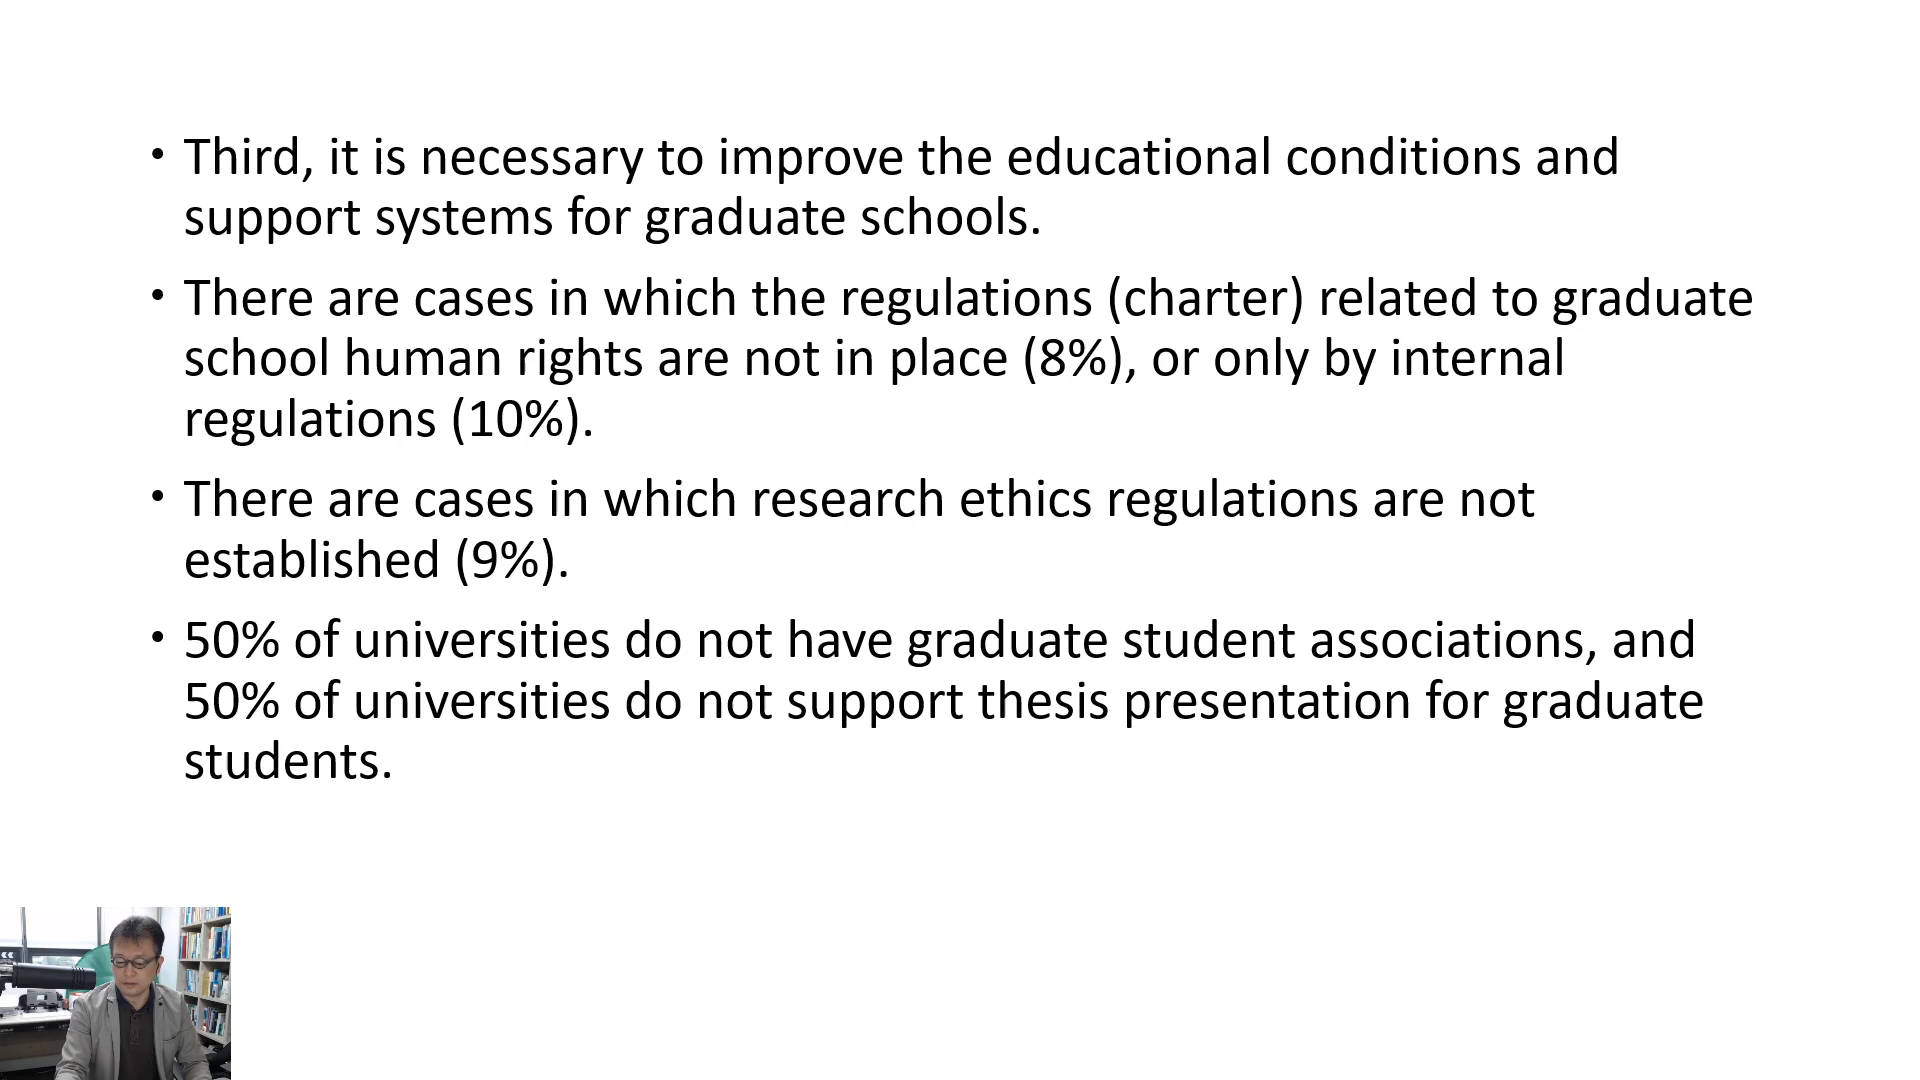 • Third, it is necessary to improve the educational conditions and
support systems for graduate schools.
• There are cases in which the regulations (charter) related to graduate
school human rights are not in place (8%), or only by internal
regulations (10%).
• There are cases in which research ethics regulations are not
established (9%).
• 50% of universities do not have graduate student associations, and
50% of universities do not support thesis presentation for graduate
students.